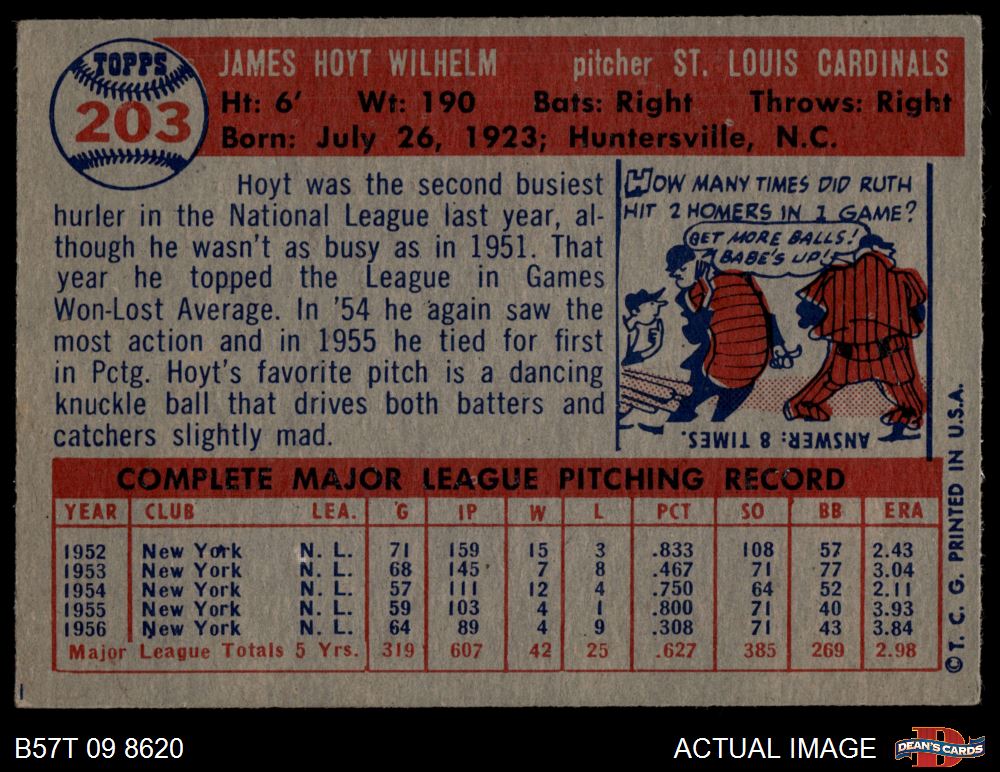 TOPPS
203
JAMES HOYT WILHELM pitcher ST. LOUIS CARDINALS
Ht: 6' Wt: 190 Bats: Right Throws: Right
Born: July 26, 1923; Huntersville, N.C.
Hoyt was the second busiest
hurler in the National League last year, al-
though he wasn't as busy as in 1951. That
year he topped the League in Games
Won-Lost Average. In '54 he again saw the
most action and in 1955 he tied for first
in Pctg. Hoyt's favorite pitch is a dancing
knuckle ball that drives both batters and
catchers slightly mad.
HOW MANY TIMES DID RUTH
HIT 2 HOMERS IN 1 GAME?
GET MORE BALLS!
BABE'S UP!
ANSWER: 8 TIMES.
COMPLETE MAJOR LEAGUE PITCHING RECORD
YEAR CLUB LEA. G IP W L PCT SO BB ERA
1952 New York N. L. 71 159 15 3 .833 108 57 2.43
1953 New York N. L. 68 145 7 8 .467 71 77 3.04
1954 New York N. L. 57 111 12 4 .750 64 52 2.11
1955 New York N. L. 59 103 4 1 .800 71 40 3.93
1956 New York N. L. 64 89 4 9 .308 71 43 3.84
Major League Totals 5 Yrs. 319 607 42 25 .627 385 269 2.98
© T. C. G. PRINTED IN U.S.A.
B57T 09 8620
ACTUAL IMAGE
D
DEAN'S CARDS